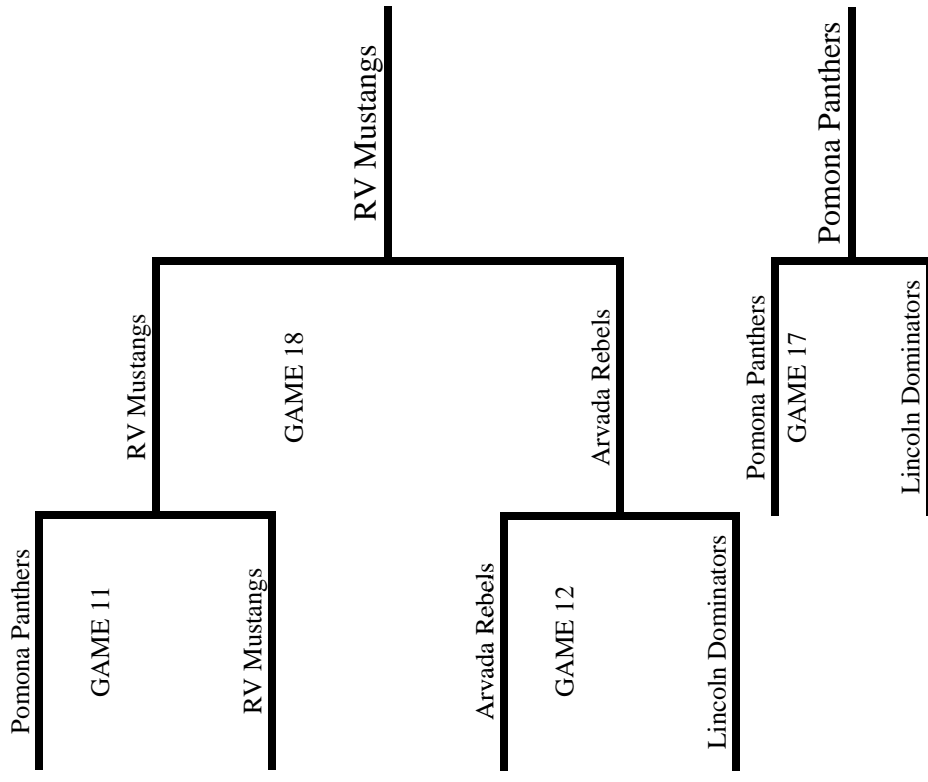 Pomona Panthers
GAME 11
RV Mustangs
Arvada Rebels
GAME 12
Lincoln Dominators
RV Mustangs
GAME 18
Arvada Rebels
Pomona Panthers
GAME 17
Lincoln Dominators
RV Mustangs
Pomona Panthers